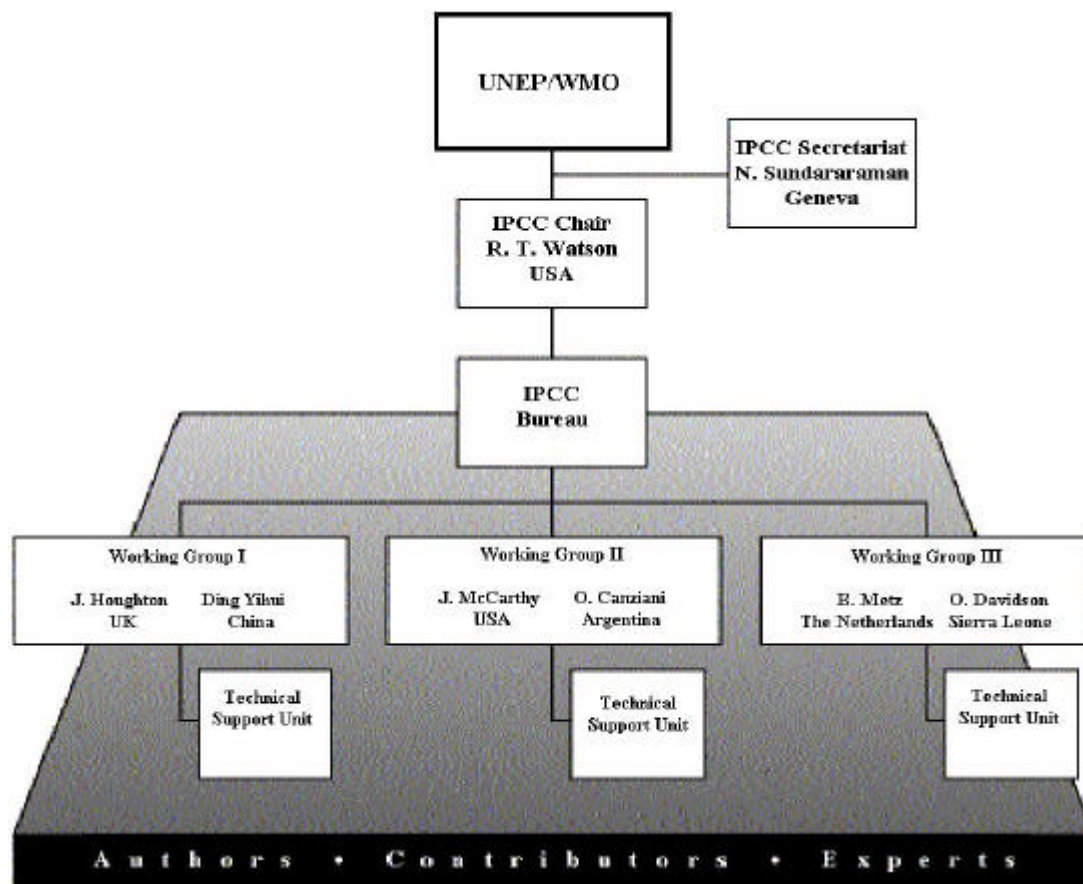 UNEP/WMO
IPCC Secretariat
N. Sundararaman
Geneva
IPCC Chair
R. T. Watson
USA
IPCC
Bureau
Working Group I
J. Houghton Ding Yihui
UK China
Working Group II
J. McCarthy O. Canziani
USA Argentina
Working Group III
B. Metz O. Davidson
The Netherlands Sierra Leone
Technical
Support Unit
Technical
Support Unit
Technical
Support Unit
Authors • Contributors • Experts